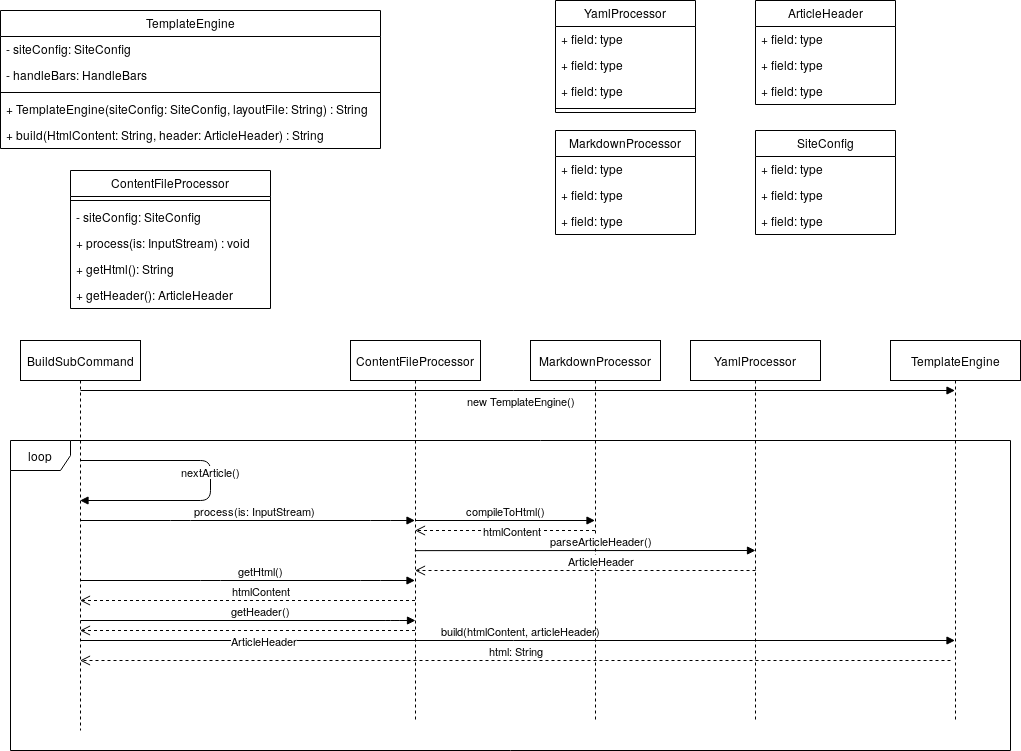 TemplateEngine
- siteConfig: SiteConfig
- handleBars: HandleBars
+ TemplateEngine(siteConfig: SiteConfig, layoutFile: String) : String
+ build(HtmlContent: String, header: ArticleHeader) : String
YamlProcessor
+ field: type
+ field: type
+ field: type
ArticleHeader
+ field: type
+ field: type
+ field: type
ContentFileProcessor
- siteConfig: SiteConfig
+ process(is: InputStream) : void
+ getHtml(): String
+ getHeader(): ArticleHeader
MarkdownProcessor
+ field: type
+ field: type
+ field: type
SiteConfig
+ field: type
+ field: type
+ field: type
BuildSubCommand
ContentFileProcessor
MarkdownProcessor
YamlProcessor
TemplateEngine
new TemplateEngine()
loop
nextArticle()
process(is: InputStream)
compileToHtml()
htmlContent
parseArticleHeader()
ArticleHeader
getHtml()
htmlContent
getHeader()
ArticleHeader
build(htmlContent, articleHeader)
html: String